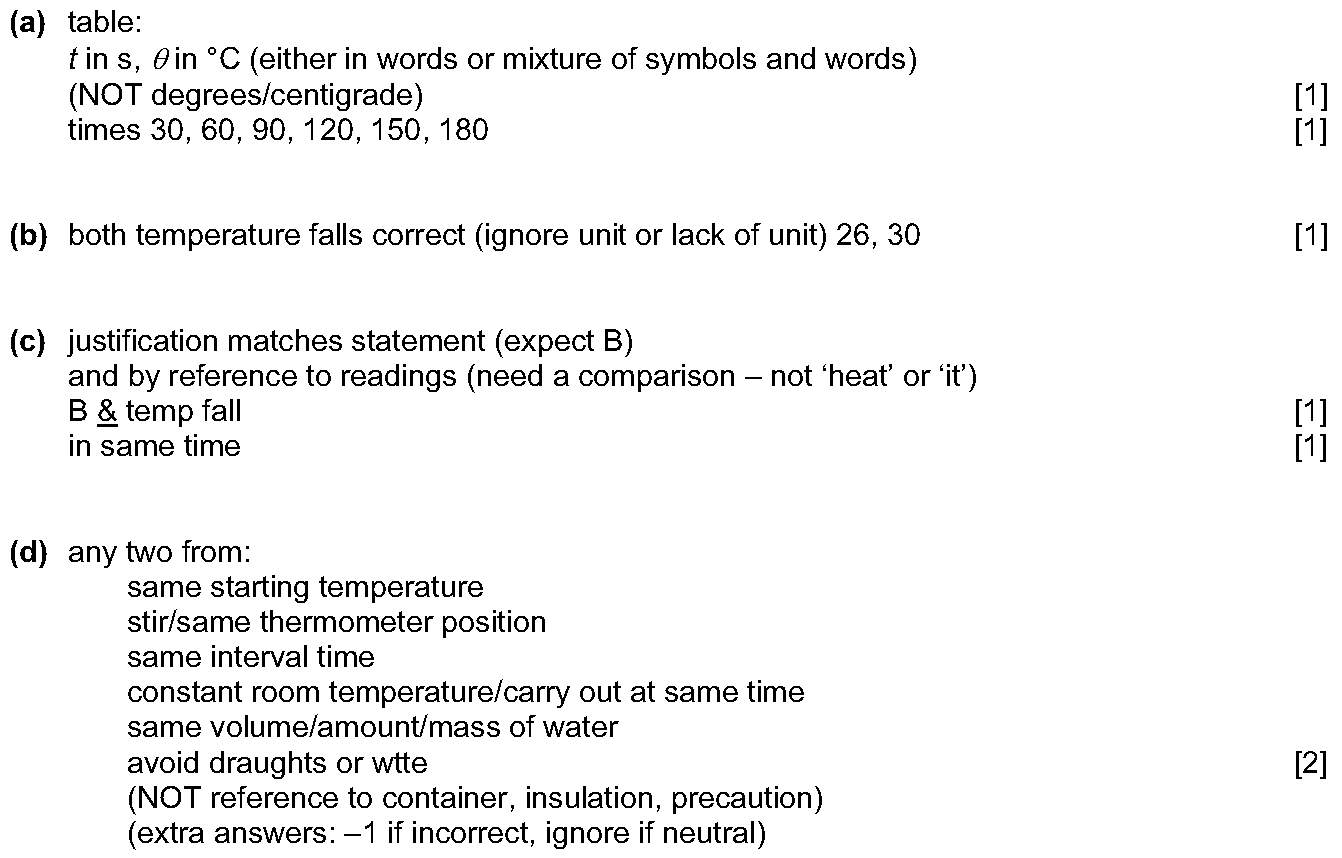 (a) table:
t in s, θ in °C (either in words or mixture of symbols and words)
(NOT degrees/centigrade) [1]
times 30, 60, 90, 120, 150, 180 [1]
(b) both temperature falls correct (ignore unit or lack of unit) 26, 30 [1]
(c) justification matches statement (expect B)
and by reference to readings (need a comparison – not ‘heat’ or ‘it’)
B & temp fall [1]
in same time [1]
(d) any two from:
same starting temperature
stir/same thermometer position
same interval time
constant room temperature/carry out at same time
same volume/amount/mass of water
avoid draughts or wtte [2]
(NOT reference to container, insulation, precaution)
(extra answers: –1 if incorrect, ignore if neutral)